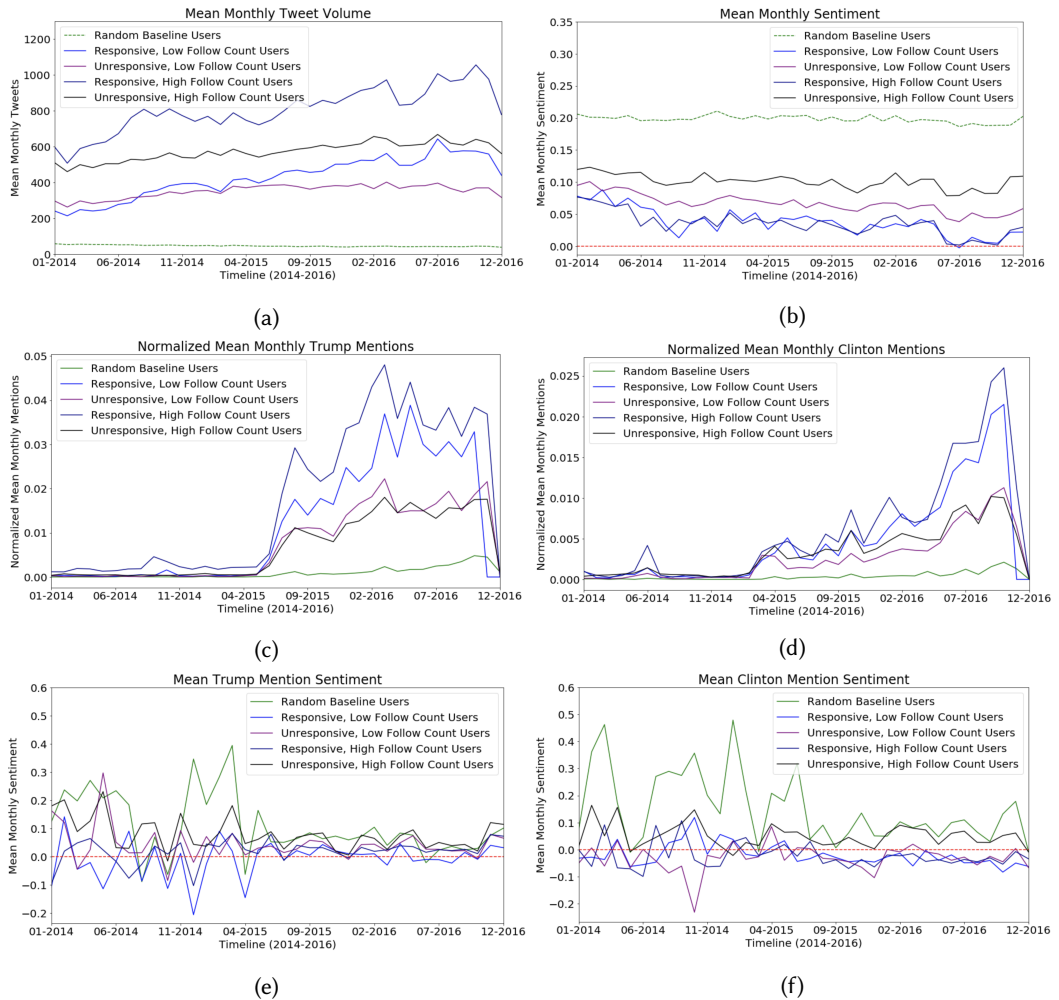 Mean Monthly Tweet Volume
1200
1000
800
600
400
200
0
Mean Monthly Tweets
Random Baseline Users
Responsive, Low Follow Count Users
Unresponsive, Low Follow Count Users
Responsive, High Follow Count Users
Unresponsive, High Follow Count Users
01-2014 06-2014 11-2014 04-2015 09-2015 02-2016 07-2016 12-2016
Timeline (2014-2016)
(a)
Mean Monthly Sentiment
0.35
0.30
0.25
0.20
0.15
0.10
0.05
0.00
Mean Monthly Sentiment
Random Baseline Users
Responsive, Low Follow Count Users
Unresponsive, Low Follow Count Users
Responsive, High Follow Count Users
Unresponsive, High Follow Count Users
01-2014 06-2014 11-2014 04-2015 09-2015 02-2016 07-2016 12-2016
Timeline (2014-2016)
(b)
Normalized Mean Monthly Trump Mentions
0.05
0.04
0.03
0.02
0.01
0.00
Normalized Mean Monthly Mentions
Random Baseline Users
Responsive, Low Follow Count Users
Unresponsive, Low Follow Count Users
Responsive, High Follow Count Users
Unresponsive, High Follow Count Users
01-2014 06-2014 11-2014 04-2015 09-2015 02-2016 07-2016 12-2016
Timeline (2014-2016)
(c)
Normalized Mean Monthly Clinton Mentions
0.025
0.020
0.015
0.010
0.005
0.000
Normalized Mean Monthly Mentions
Random Baseline Users
Responsive, Low Follow Count Users
Unresponsive, Low Follow Count Users
Responsive, High Follow Count Users
Unresponsive, High Follow Count Users
01-2014 06-2014 11-2014 04-2015 09-2015 02-2016 07-2016 12-2016
Timeline (2014-2016)
(d)
Mean Trump Mention Sentiment
0.6
0.5
0.4
0.3
0.2
0.1
0.0
−0.1
−0.2
Mean Monthly Sentiment
Random Baseline Users
Responsive, Low Follow Count Users
Unresponsive, Low Follow Count Users
Responsive, High Follow Count Users
Unresponsive, High Follow Count Users
01-2014 06-2014 11-2014 04-2015 09-2015 02-2016 07-2016 12-2016
Timeline (2014-2016)
(e)
Mean Clinton Mention Sentiment
0.6
0.5
0.4
0.3
0.2
0.1
0.0
−0.1
−0.2
Mean Monthly Sentiment
Random Baseline Users
Responsive, Low Follow Count Users
Unresponsive, Low Follow Count Users
Responsive, High Follow Count Users
Unresponsive, High Follow Count Users
01-2014 06-2014 11-2014 04-2015 09-2015 02-2016 07-2016 12-2016
Timeline (2014-2016)
(f)